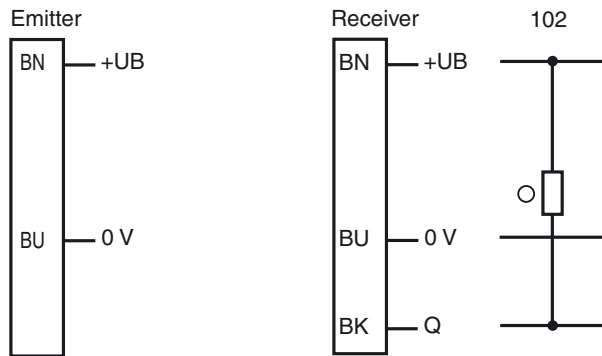 Emitter
BN +UB
BU 0 V
Receiver
BN +UB
BU 0 V
BK Q
102